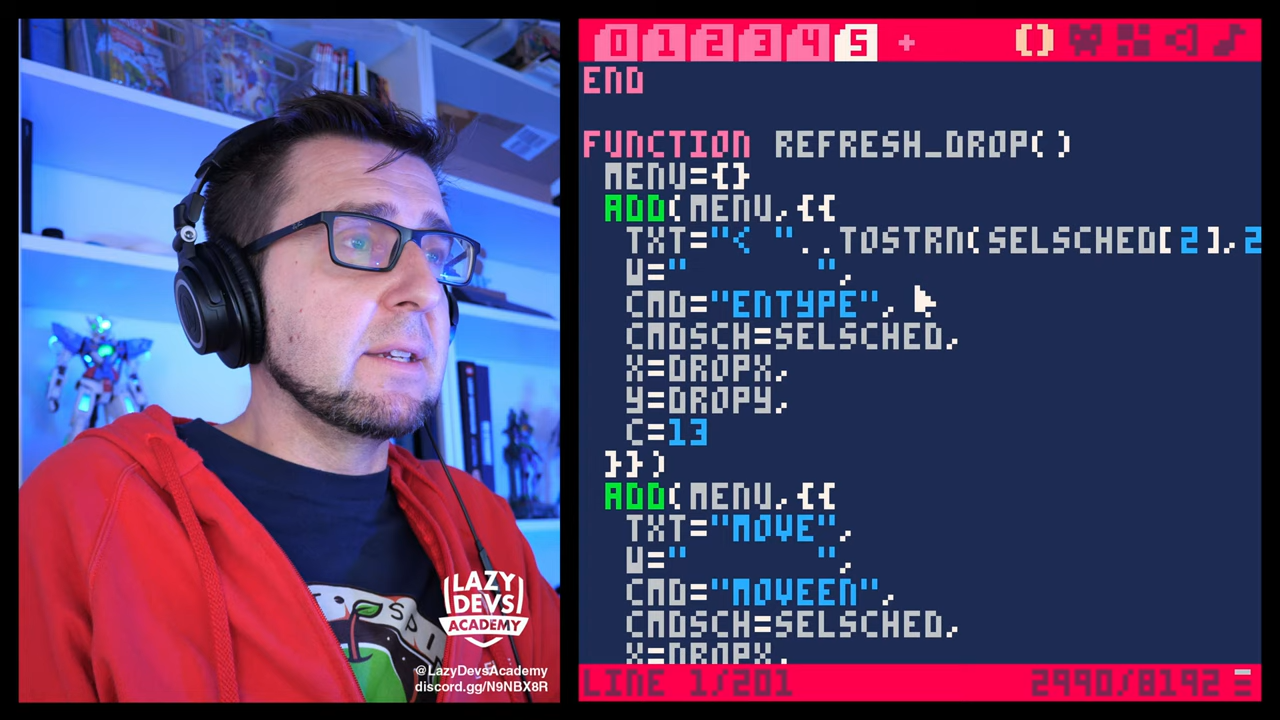 LAZY
DEVS
ACADEMY
@LazyDevsAcademy
discord.gg/N9NBX8R
0 1 2 3 4 5 + ()
END
FUNCTION REFRESH_DROP()
MENU={}
ADD(MENU,{{
TXT="< "..TOSTRN(SELSCHED[2],2
W="       ",
CMD="ENTYPE",
CMDSCH=SELSCHED,
X=DROPX,
Y=DROPY,
C=13
}})
ADD(MENU,{{
TXT="MOVE",
W="       ",
CMD="MOVEEN",
CMDSCH=SELSCHED,
X=DROPX,
LINE 1/201
2990/8192